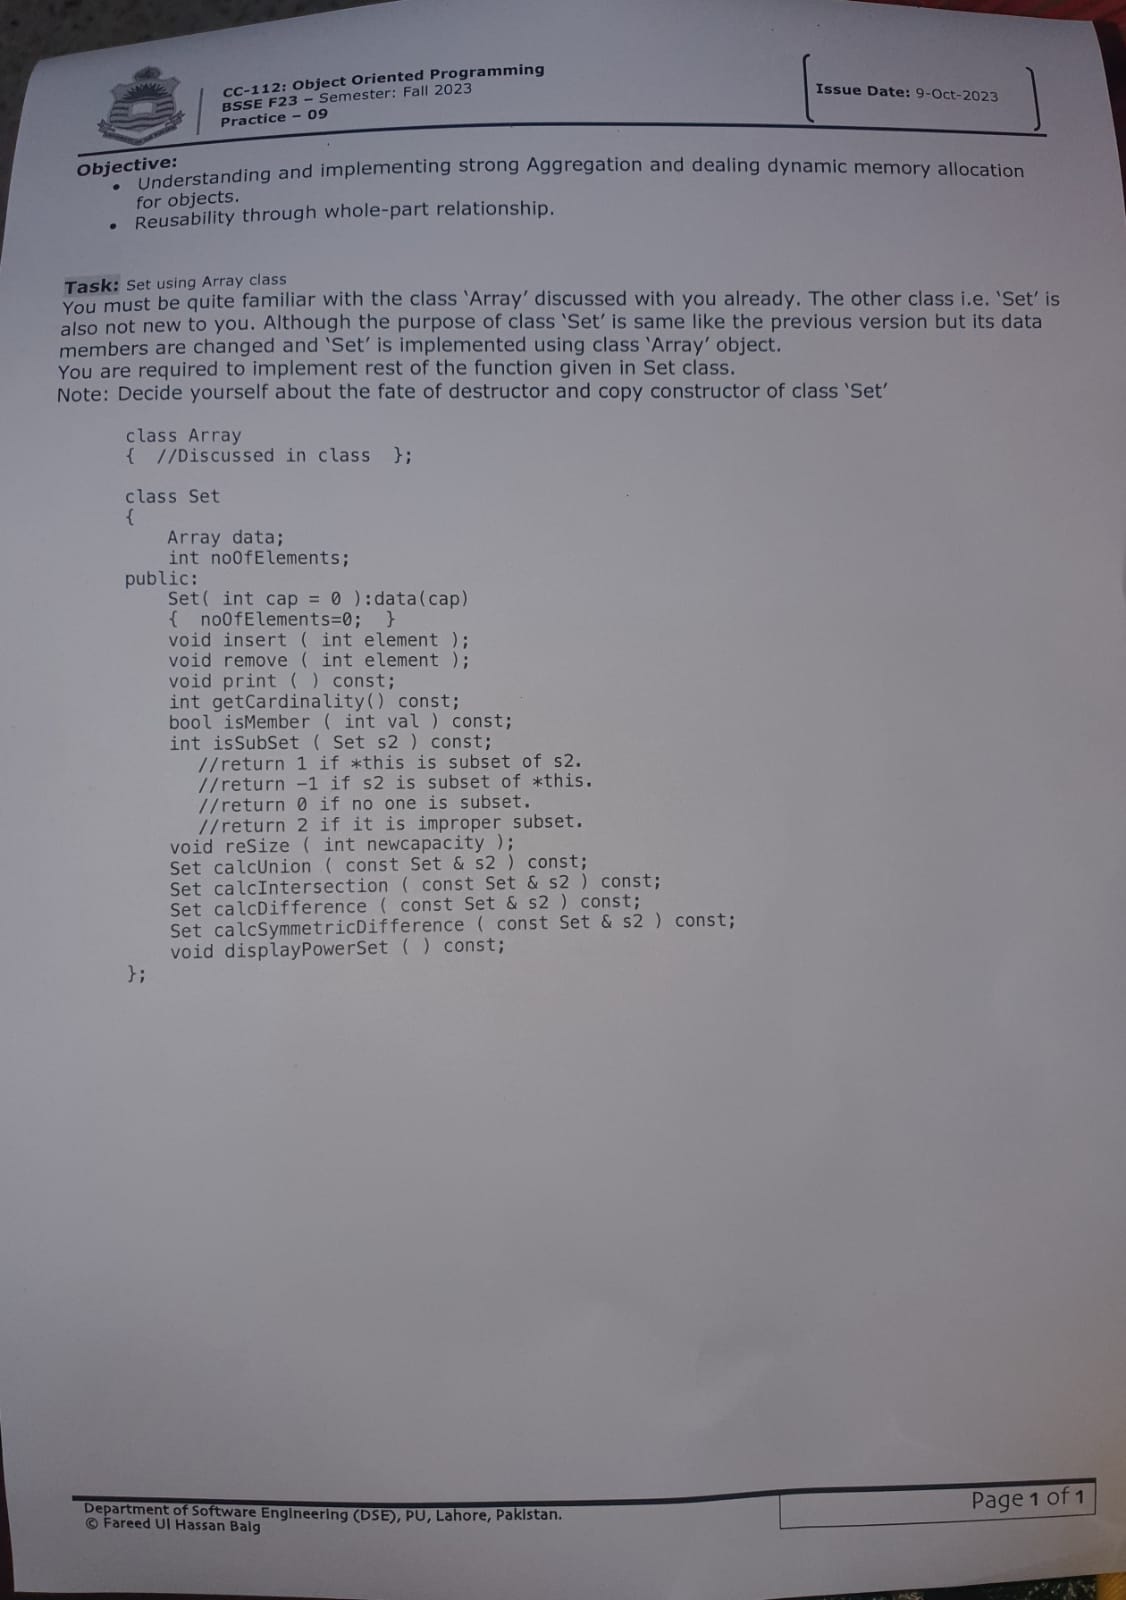 CC-112: Object Oriented Programming
BSSE F23 – Semester: Fall 2023
Practice – 09
Issue Date: 9-Oct-2023
Objective:
• Understanding and implementing strong Aggregation and dealing dynamic memory allocation
for objects.
• Reusability through whole-part relationship.
Task: Set using Array class
You must be quite familiar with the class ‘Array’ discussed with you already. The other class i.e. ‘Set’ is
also not new to you. Although the purpose of class ‘Set’ is same like the previous version but its data
members are changed and ‘Set’ is implemented using class ‘Array’ object.
You are required to implement rest of the function given in Set class.
Note: Decide yourself about the fate of destructor and copy constructor of class ‘Set’
class Array
{  //Discussed in class  };
class Set
{
Array data;
int noOfElements;
public:
Set( int cap = 0 ):data(cap)
{  noOfElements=0;  }
void insert ( int element );
void remove ( int element );
void print ( ) const;
int getCardinality() const;
bool isMember ( int val ) const;
int isSubSet ( Set s2 ) const;
//return 1 if *this is subset of s2.
//return –1 if s2 is subset of *this.
//return 0 if no one is subset.
//return 2 if it is improper subset.
void reSize ( int newcapacity );
Set calcUnion ( const Set & s2 ) const;
Set calcIntersection ( const Set & s2 ) const;
Set calcDifference ( const Set & s2 ) const;
Set calcSymmetricDifference ( const Set & s2 ) const;
void displayPowerSet ( ) const;
};
Department of Software Engineering (DSE), PU, Lahore, Pakistan.
© Fareed Ul Hassan Baig
Page 1 of 1